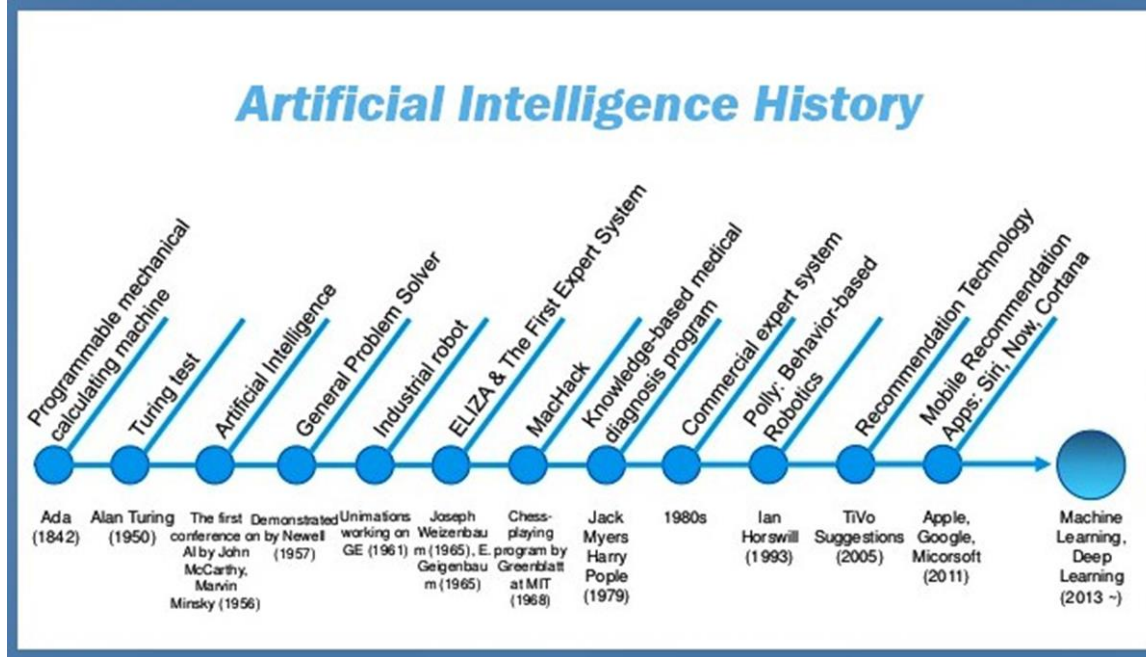 Artificial Intelligence History
Programmable mechanical
calculating machine
Turing test
Artificial Intelligence
General Problem Solver
Industrial robot
ELIZA & The First Expert System
MacHack
Knowledge-based medical
diagnosis program
Commercial expert system
Polly: Behavior-based
Robotics
Recommendation Technology
Mobile Recommendation
Apps: Siri, Now, Cortana
Ada
(1842)
Alan Turing
(1950)
The first
conference on
AI by John
McCarthy,
Marvin
Minsky (1956)
Demonstrated
by Newell
(1957)
Unimations
working on
GE (1961)
Joseph
Weizenbau
m (1965), E.
Geigenbau
m (1965)
Chess-
playing
program by
Greenblatt
at MIT
(1968)
Jack
Myers
Harry
Pople
(1979)
1980s
Ian
Horswill
(1993)
TiVo
Suggestions
(2005)
Apple,
Google,
Micorsoft
(2011)
Machine
Learning,
Deep
Learning
(2013 ~)